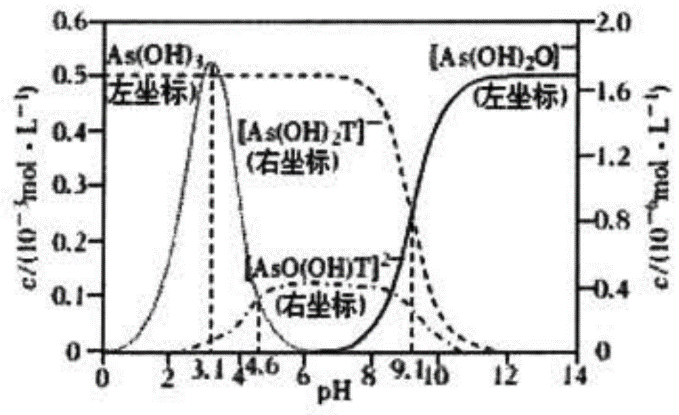 0.6
0.5
0.4
0.3
0.2
0.1
0
c/(10⁻³mol·L⁻¹)
As(OH)₃
(左坐标)
[As(OH)₂T]⁻
(右坐标)
[AsO(OH)T]²⁻
(右坐标)
[As(OH)₂O]⁻
(左坐标)
2.0
1.6
1.2
0.8
0.4
0
c/(10⁻⁶mol·L⁻¹)
0 2 3.1 4 4.6 6 8 9.1 10 12 14
pH